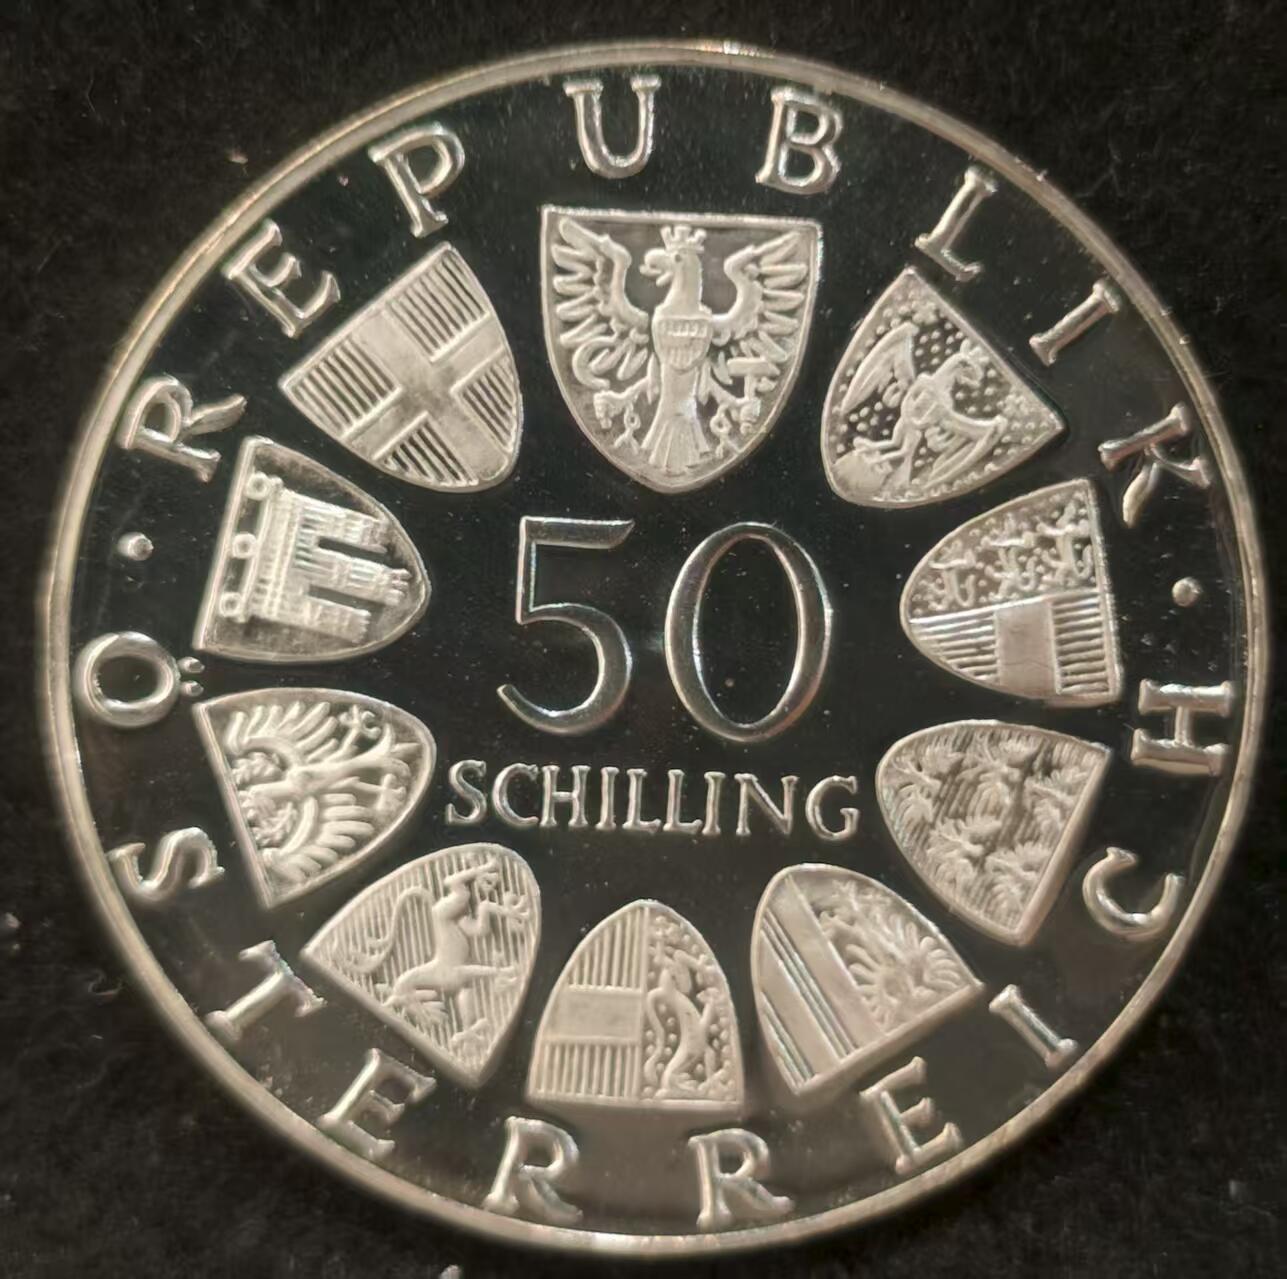 REPUBLIK · ÖSTERREICH ·
50
SCHILLING